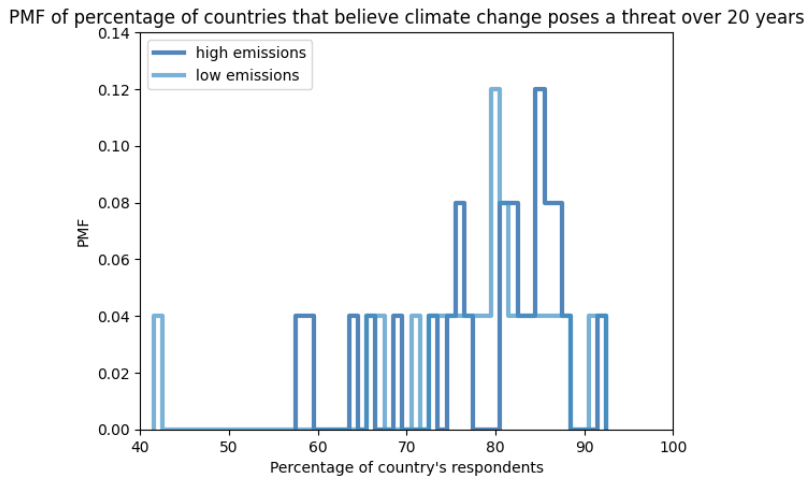 PMF of percentage of countries that believe climate change poses a threat over 20 years
high emissions
low emissions
0.14
0.12
0.10
0.08
0.06
0.04
0.02
0.00
PMF
40 50 60 70 80 90 100
Percentage of country's respondents